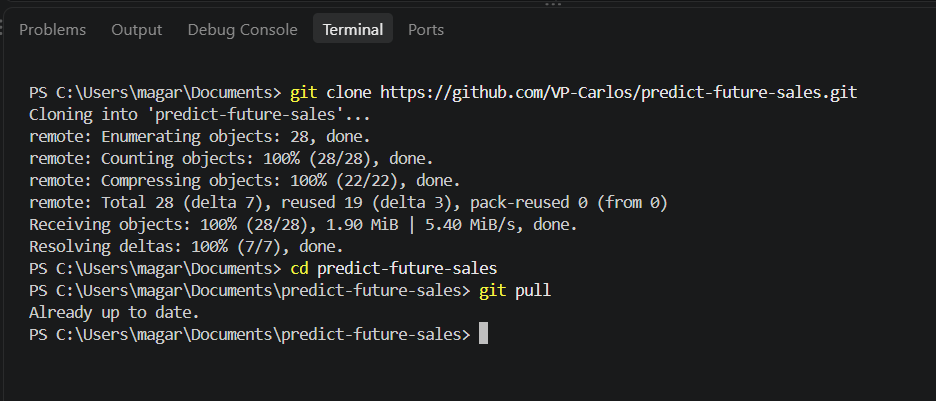 Problems Output Debug Console Terminal Ports
PS C:\Users\magar\Documents> git clone https://github.com/VP-Carlos/predict-future-sales.git
Cloning into 'predict-future-sales'...
remote: Enumerating objects: 28, done.
remote: Counting objects: 100% (28/28), done.
remote: Compressing objects: 100% (22/22), done.
remote: Total 28 (delta 7), reused 19 (delta 3), pack-reused 0 (from 0)
Receiving objects: 100% (28/28), 1.90 MiB | 5.40 MiB/s, done.
Resolving deltas: 100% (7/7), done.
PS C:\Users\magar\Documents> cd predict-future-sales
PS C:\Users\magar\Documents\predict-future-sales> git pull
Already up to date.
PS C:\Users\magar\Documents\predict-future-sales>